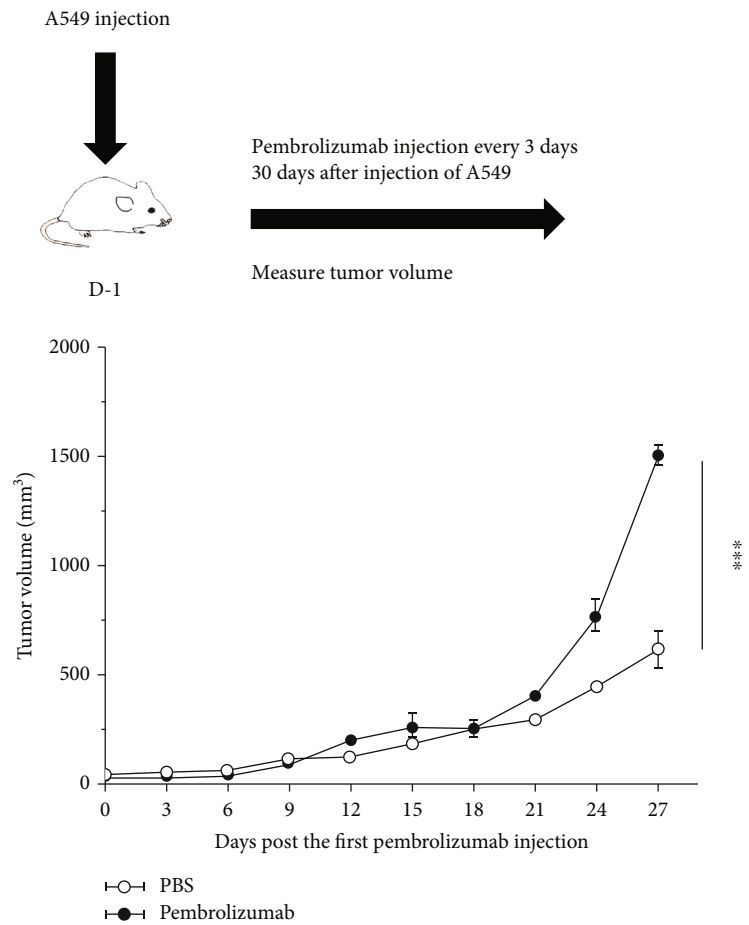 A549 injection
Pembrolizumab injection every 3 days
30 days after injection of A549
Measure tumor volume
D-1
2000
1500
1000
500
0
Tumor volume (mm³)
***
0 3 6 9 12 15 18 21 24 27
Days post the first pembrolizumab injection
PBS
Pembrolizumab